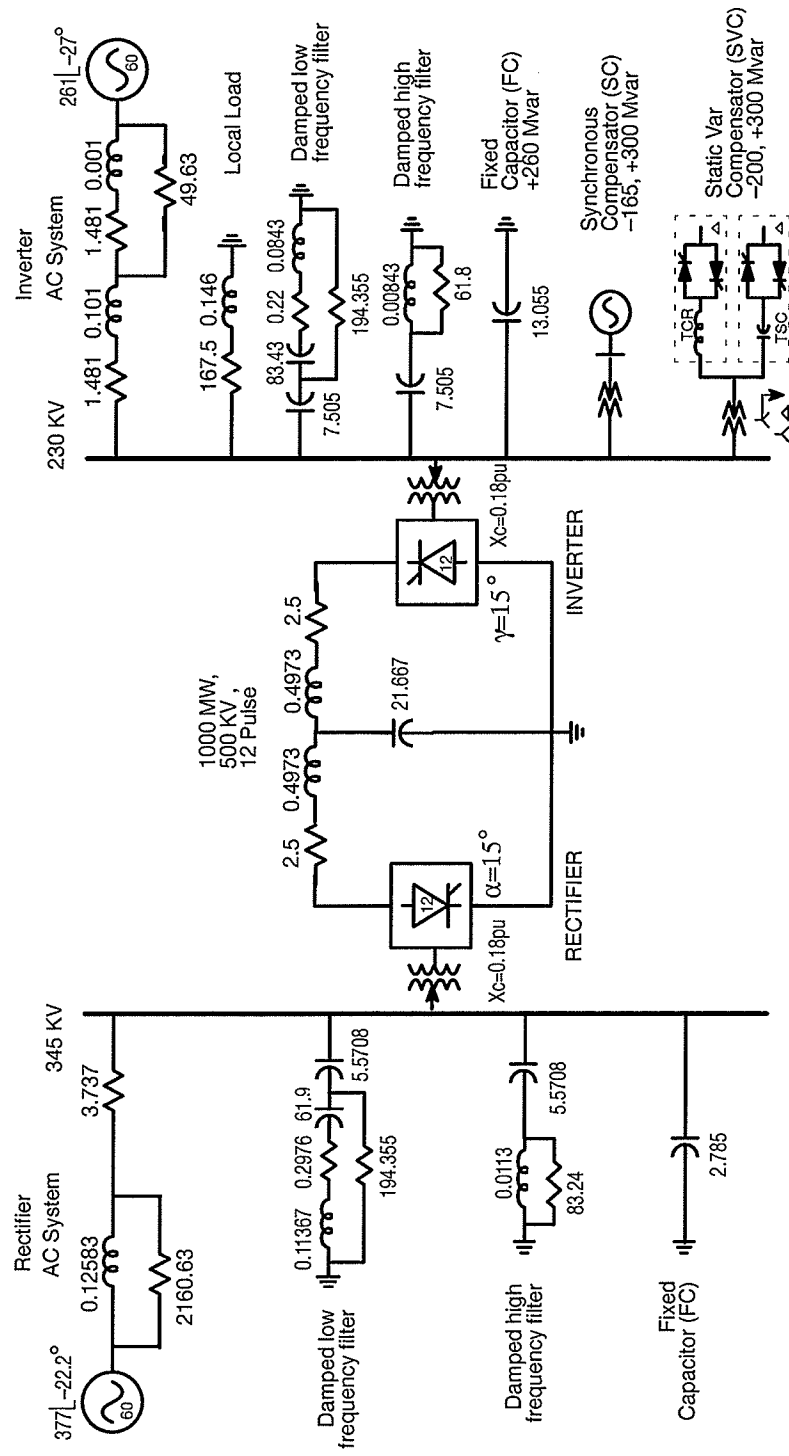 Rectifier
AC System
377∟–22.2°
60
0.12583
2160.63
3.737
345 KV
0.11367
0.2976
61.9
5.5708
194.355
Damped low
frequency filter
0.0113
83.24
5.5708
Damped high
frequency filter
2.785
Fixed
Capacitor (FC)
1000 MW,
500 KV ,
12 Pulse
2.5
0.4973
0.4973
2.5
21.667
12
α=15°
Xc=0.18pu
RECTIFIER
12
γ=15°
Xc=0.18pu
INVERTER
Inverter
AC System
230 KV
1.481
0.101
1.481
0.001
49.63
261∟–27°
60
167.5
0.146
Local Load
7.505
83.43
0.22
0.0843
194.355
Damped low
frequency filter
7.505
0.00843
61.8
Damped high
frequency filter
13.055
Fixed
Capacitor (FC)
+260 Mvar
Synchronous
Compensator (SC)
–165, +300 Mvar
TCR
TSC
Static Var
Compensator (SVC)
–200, +300 Mvar